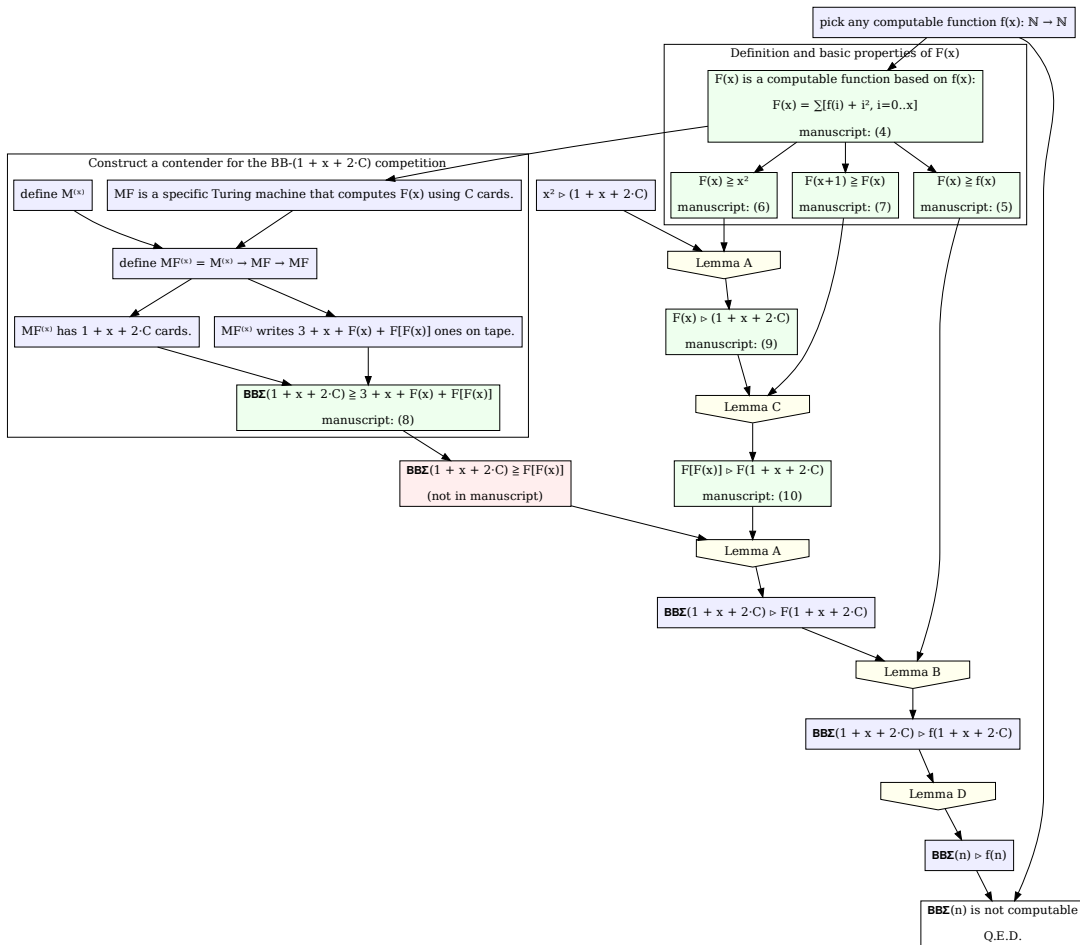 pick any computable function f(x): ℕ → ℕ
Definition and basic properties of F(x)
F(x) is a computable function based on f(x):
F(x) = ∑[f(i) + i², i=0..x]
manuscript: (4)
Construct a contender for the BB-(1 + x + 2·C) competition
define M⁽ˣ⁾
MF is a specific Turing machine that computes F(x) using C cards.
x² ▹ (1 + x + 2·C)
F(x) ≧ x²
manuscript: (6)
F(x+1) ≧ F(x)
manuscript: (7)
F(x) ≧ f(x)
manuscript: (5)
define MF⁽ˣ⁾ = M⁽ˣ⁾ → MF → MF
Lemma A
MF⁽ˣ⁾ has 1 + x + 2·C cards.
MF⁽ˣ⁾ writes 3 + x + F(x) + F[F(x)] ones on tape.
F(x) ▹ (1 + x + 2·C)
manuscript: (9)
BBΣ(1 + x + 2·C) ≧ 3 + x + F(x) + F[F(x)]
manuscript: (8)
Lemma C
BBΣ(1 + x + 2·C) ≧ F[F(x)]
(not in manuscript)
F[F(x)] ▹ F(1 + x + 2·C)
manuscript: (10)
Lemma A
BBΣ(1 + x + 2·C) ▹ F(1 + x + 2·C)
Lemma B
BBΣ(1 + x + 2·C) ▹ f(1 + x + 2·C)
Lemma D
BBΣ(n) ▹ f(n)
BBΣ(n) is not computable
Q.E.D.